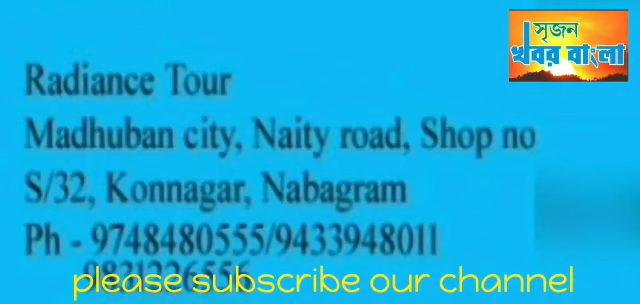 সৃজন
খবর বাংলা
Radiance Tour
Madhuban city, Naity road, Shop no
S/32, Konnagar, Nabagram
Ph - 9748480555/9433948011
please subscribe our channel